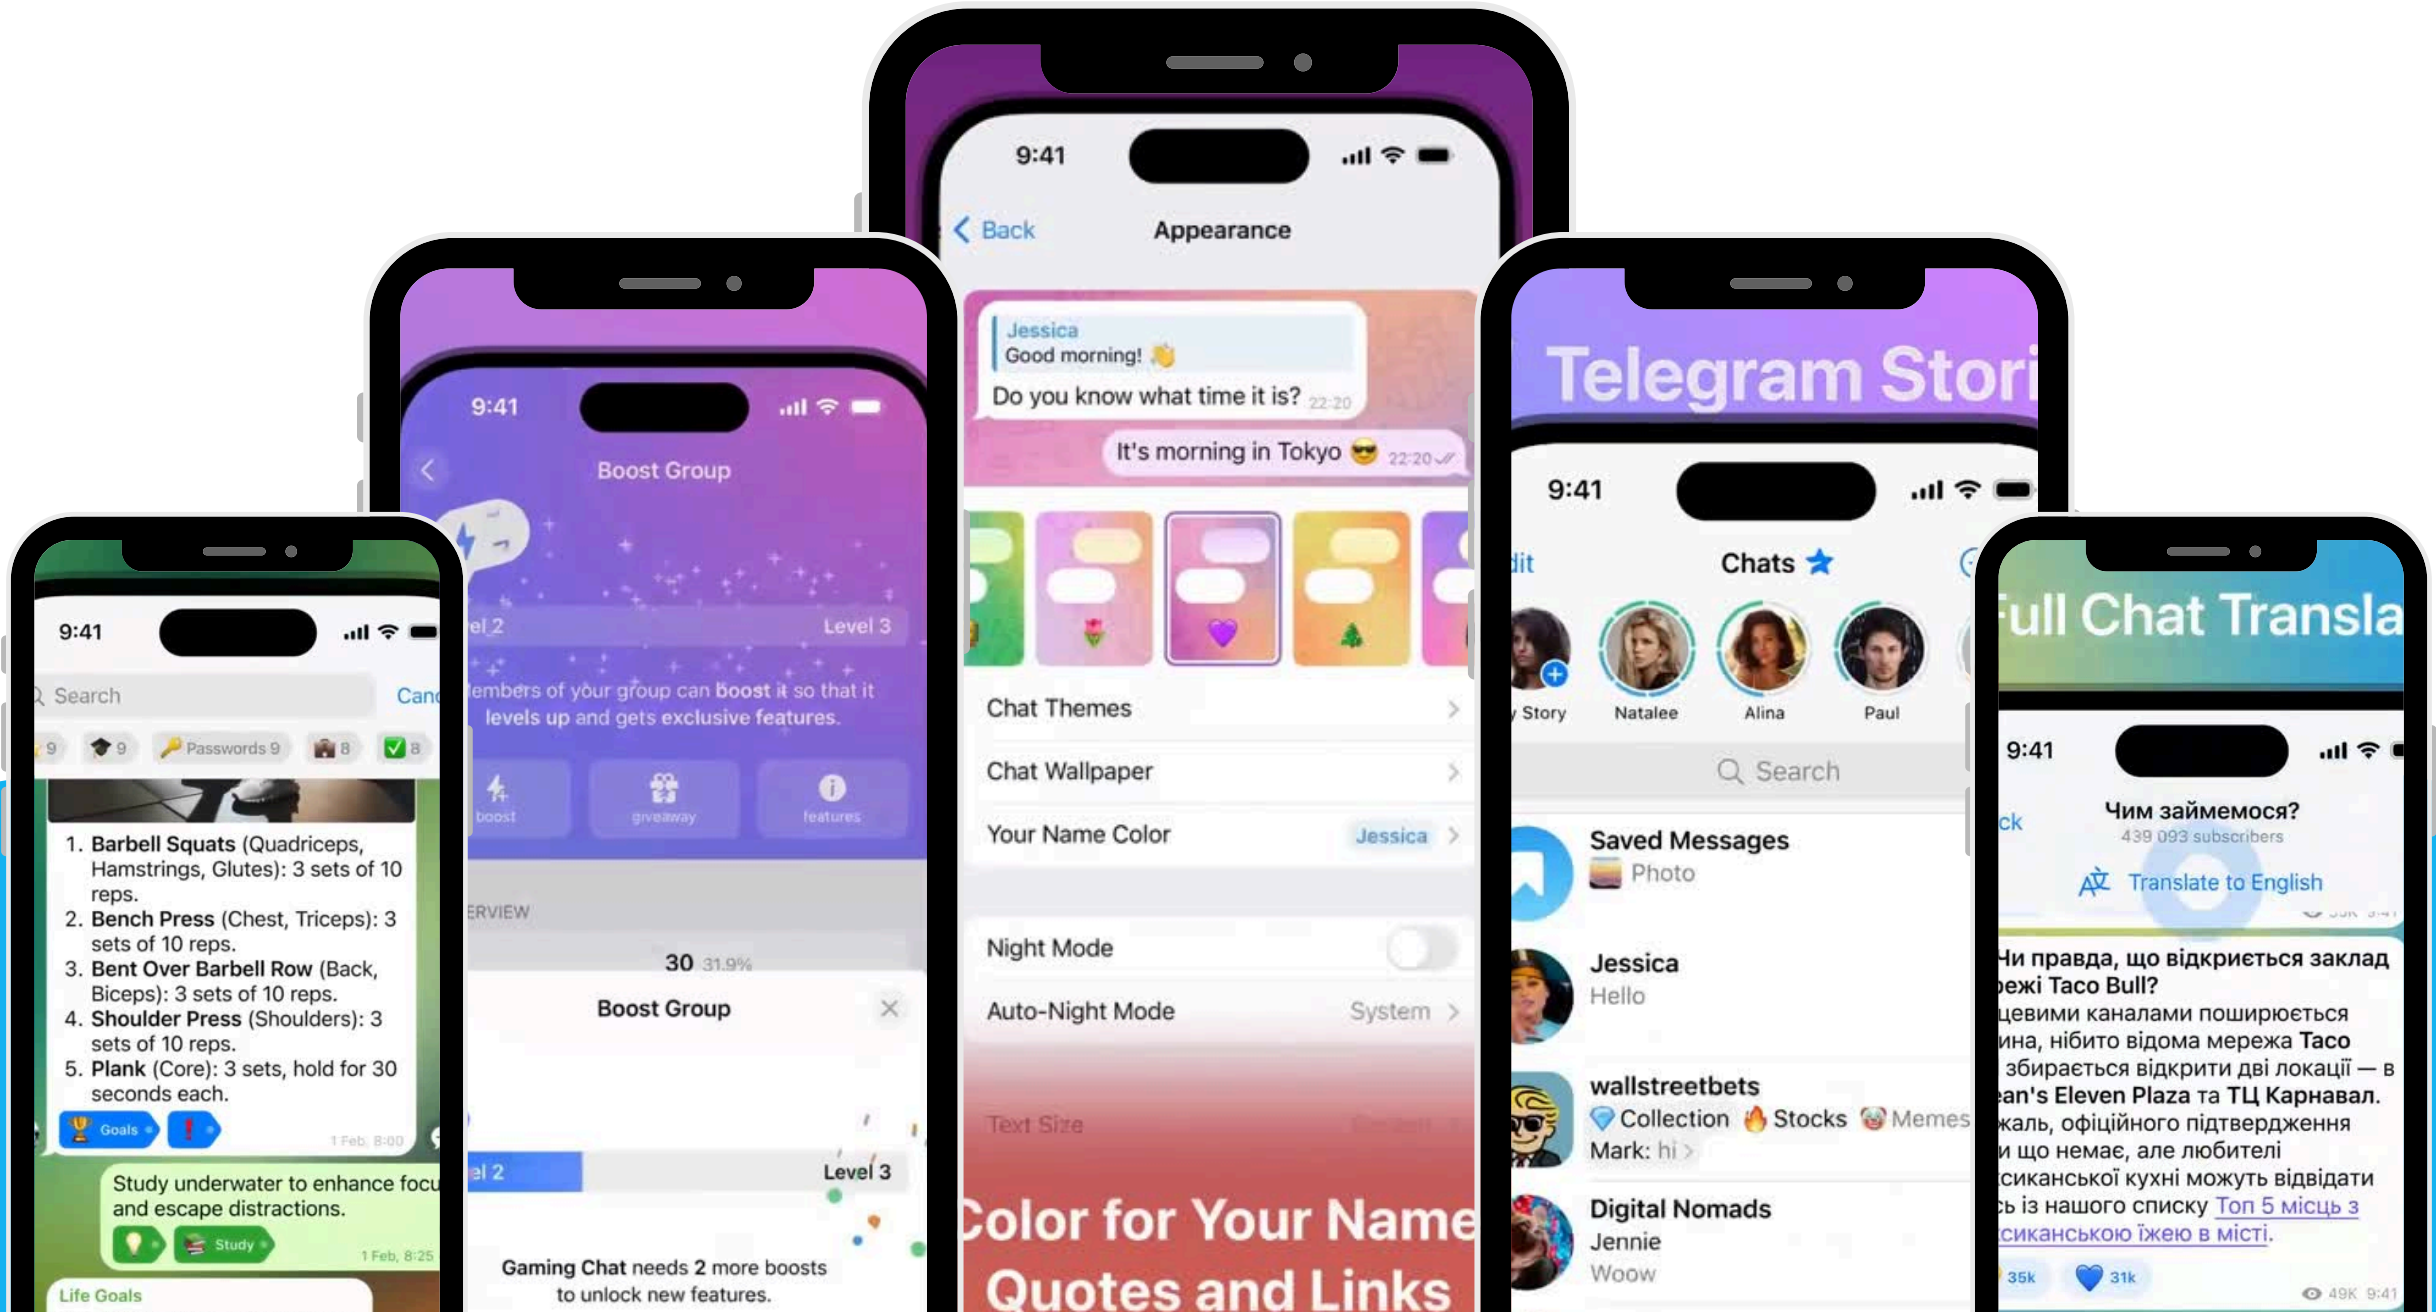 9:41
Search
9
9
Passwords 9
8
8
1. Barbell Squats (Quadriceps,
Hamstrings, Glutes): 3 sets of 10
reps.
2. Bench Press (Chest, Triceps): 3
sets of 10 reps.
3. Bent Over Barbell Row (Back,
Biceps): 3 sets of 10 reps.
4. Shoulder Press (Shoulders): 3
sets of 10 reps.
5. Plank (Core): 3 sets, hold for 30
seconds each.
Goals
1 Feb, 8:00
Study underwater to enhance focu
and escape distractions.
Study
1 Feb, 8:25
Life Goals
9:41
Boost Group
el 2
Level 3
embers of your group can boost it so that it
levels up and gets exclusive features.
boost
giveaway
features
ERVIEW
30 31.9%
Boost Group
el 2
Level 3
Gaming Chat needs 2 more boosts
to unlock new features.
9:41
Back
Appearance
Jessica
Good morning! 👋
Do you know what time it is? 22:20
It's morning in Tokyo 😎 22:20
Chat Themes
Chat Wallpaper
Your Name Color
Jessica
Night Mode
Auto-Night Mode
System
Text Size
Color for Your Name
Quotes and Links
Telegram Stori
9:41
dit
Chats
y Story
Natalee
Alina
Paul
Search
Saved Messages
Photo
Jessica
Hello
wallstreetbets
💎 Collection 🔥 Stocks 🤡 Memes
Mark: hi
Digital Nomads
Jennie
Woow
Full Chat Transla
9:41
ck
Чим займемося?
439 093 subscribers
Translate to English
Чи правда, що відкриється заклад
режі Taco Bull?
цевими каналами поширюється
ина, нібито відома мережа Taco
збирається відкрити дві локації — в
ean's Eleven Plaza та ТЦ Карнавал.
жаль, офіційного підтвердження
и що немає, але любителі
ксиканської кухні можуть відвідати
сь із нашого списку Топ 5 місць з
ксиканською їжею в місті.
35k
31k
49K 9:41